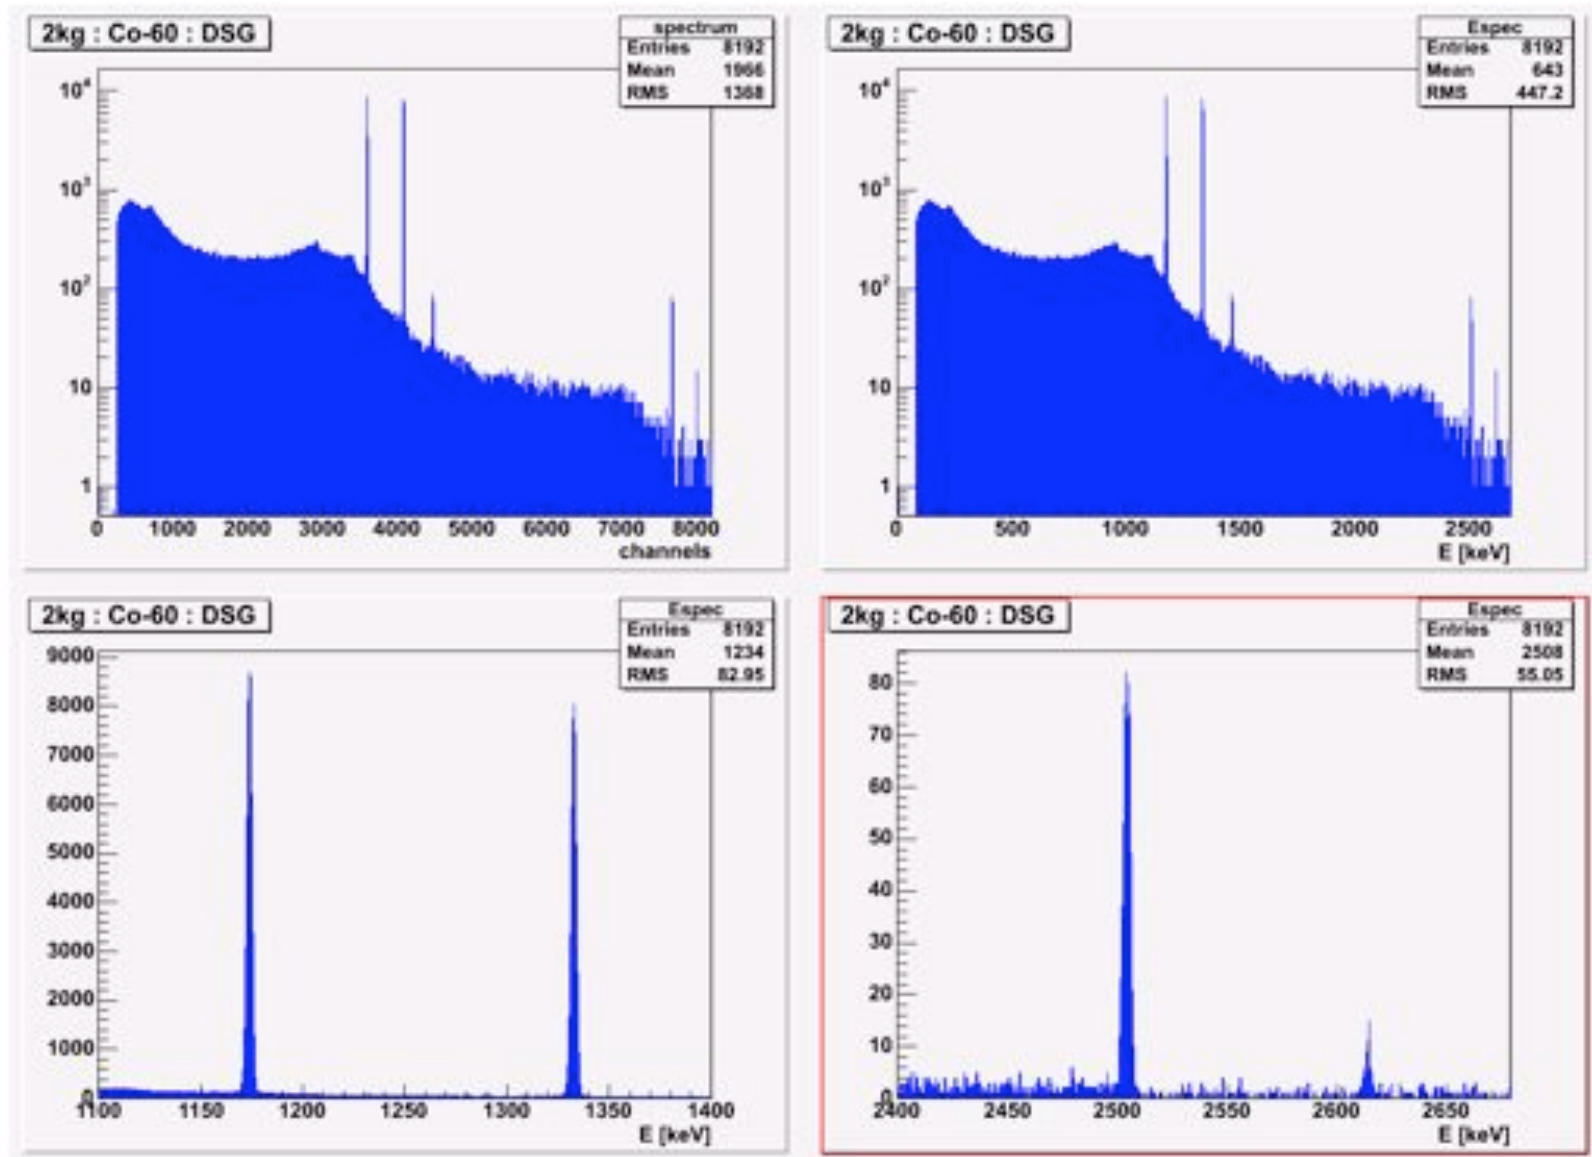 2kg : Co-60 : DSG
spectrum
Entries 8192
Mean 1966
RMS 1368
10⁴
10³
10²
10
1
0 1000 2000 3000 4000 5000 6000 7000 8000
channels
2kg : Co-60 : DSG
Espec
Entries 8192
Mean 643
RMS 447.2
10⁴
10³
10²
10
1
0 500 1000 1500 2000 2500
E [keV]
2kg : Co-60 : DSG
Espec
Entries 8192
Mean 1234
RMS 82.95
9000
8000
7000
6000
5000
4000
3000
2000
1000
0
1100 1150 1200 1250 1300 1350 1400
E [keV]
2kg : Co-60 : DSG
Espec
Entries 8192
Mean 2508
RMS 55.05
80
70
60
50
40
30
20
10
0
2400 2450 2500 2550 2600 2650
E [keV]